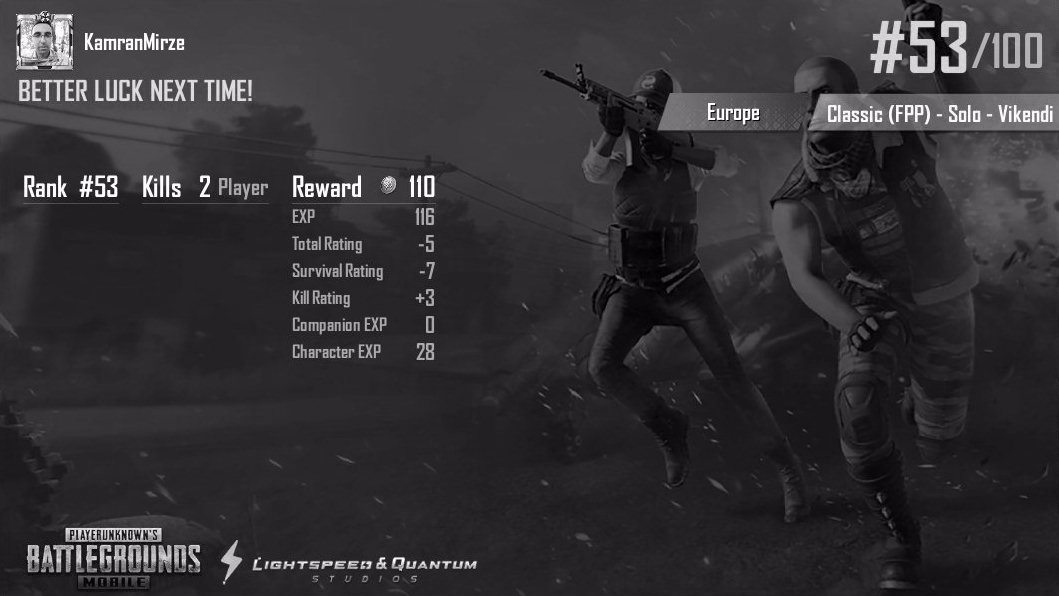 KamranMirze
BETTER LUCK NEXT TIME!
#53/100
Europe
Classic (FPP) - Solo - Vikendi
Rank #53 Kills 2 Player Reward 110
EXP 116
Total Rating -5
Survival Rating -7
Kill Rating +3
Companion EXP 0
Character EXP 28
PLAYERUNKNOWN'S
BATTLEGROUNDS
MOBILE
LIGHTSPEED & QUANTUM
STUDIOS